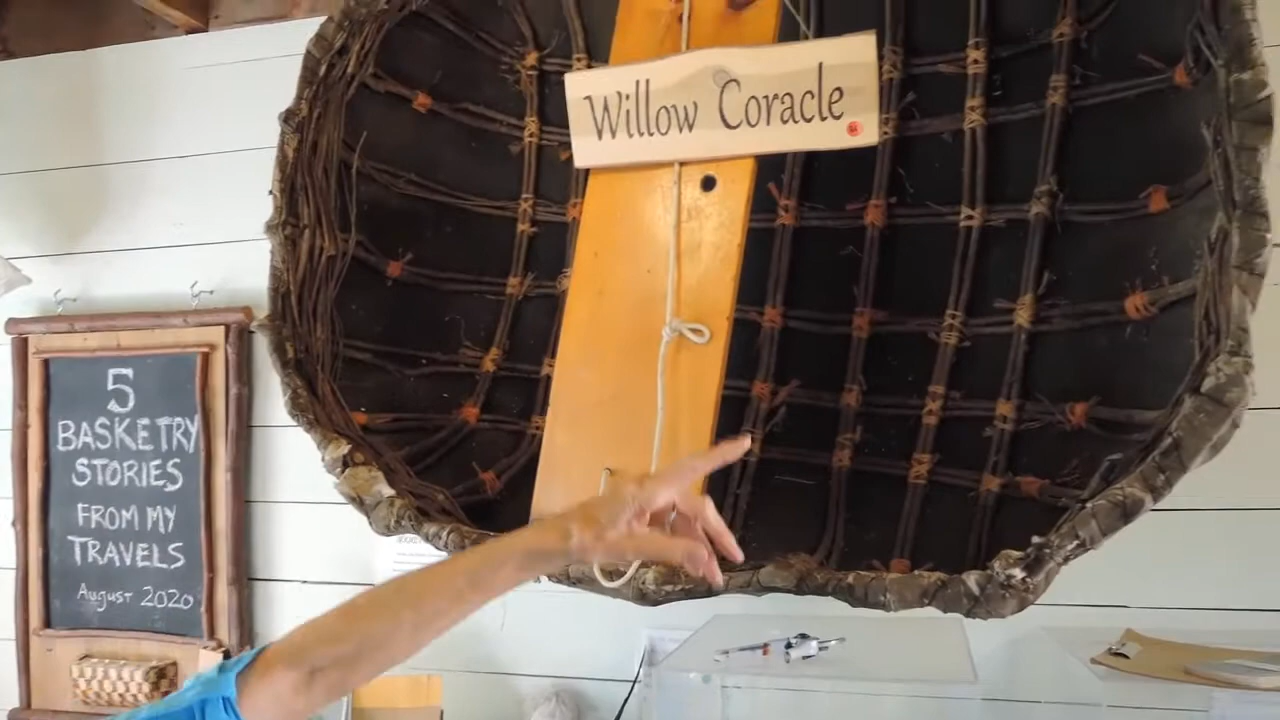 Willow Coracle
5
BASKETRY
STORIES
FROM MY
TRAVELS
August 2020